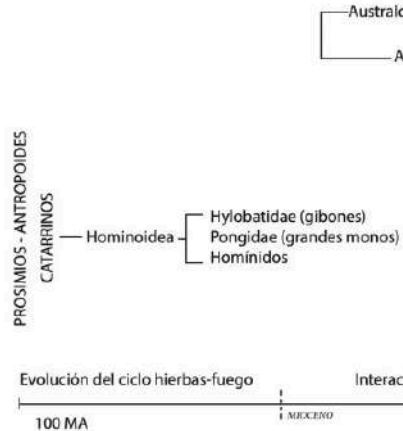 Australo
A
PROSIMIOS - ANTROPOIDES
CATARRINOS
Hominoidea
Hylobatidae (gibones)
Pongidae (grandes monos)
Homínidos
Evolución del ciclo hierbas-fuego
Interac
MIOCENO
100 MA